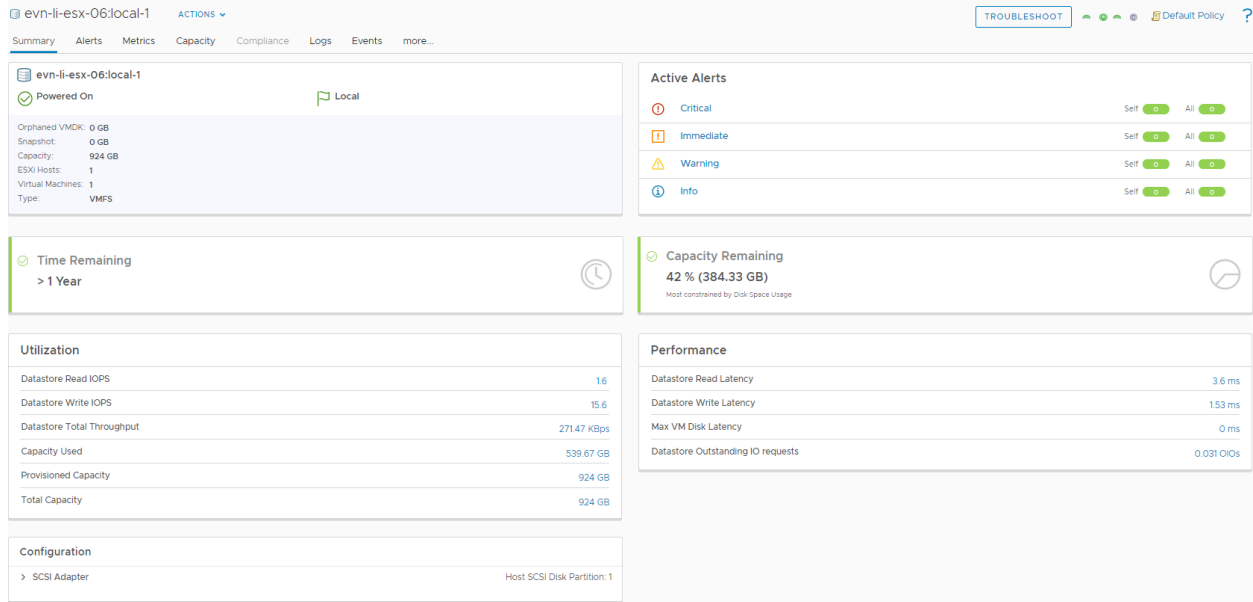 evn-li-esx-06:local-1 ACTIONS TROUBLESHOOT Default Policy ?
Summary Alerts Metrics Capacity Compliance Logs Events more...
evn-li-esx-06:local-1
Powered On Local
Orphaned VMDK: 0 GB
Snapshot: 0 GB
Capacity: 924 GB
ESXi Hosts: 1
Virtual Machines: 1
Type: VMFS
Active Alerts
Critical Self 0 All 0
Immediate Self 0 All 0
Warning Self 0 All 0
Info Self 0 All 0
Time Remaining
> 1 Year
Capacity Remaining
42 % (384.33 GB)
Most constrained by Disk Space Usage
Utilization
Datastore Read IOPS 1.6
Datastore Write IOPS 15.6
Datastore Total Throughput 271.47 KBps
Capacity Used 539.67 GB
Provisioned Capacity 924 GB
Total Capacity 924 GB
Performance
Datastore Read Latency 3.6 ms
Datastore Write Latency 1.53 ms
Max VM Disk Latency 0 ms
Datastore Outstanding IO requests 0.031 OIOs
Configuration
SCSI Adapter Host SCSI Disk Partition: 1